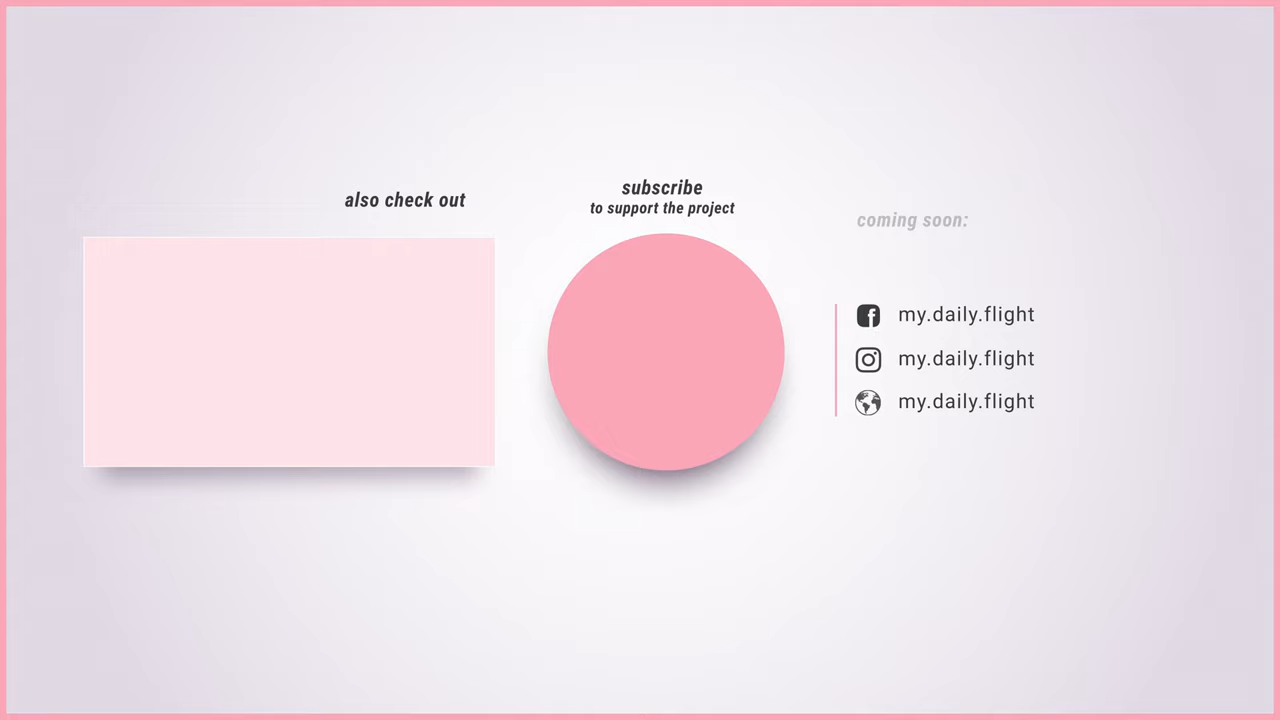 also check out
subscribe
to support the project
coming soon:
my.daily.flight
my.daily.flight
my.daily.flight